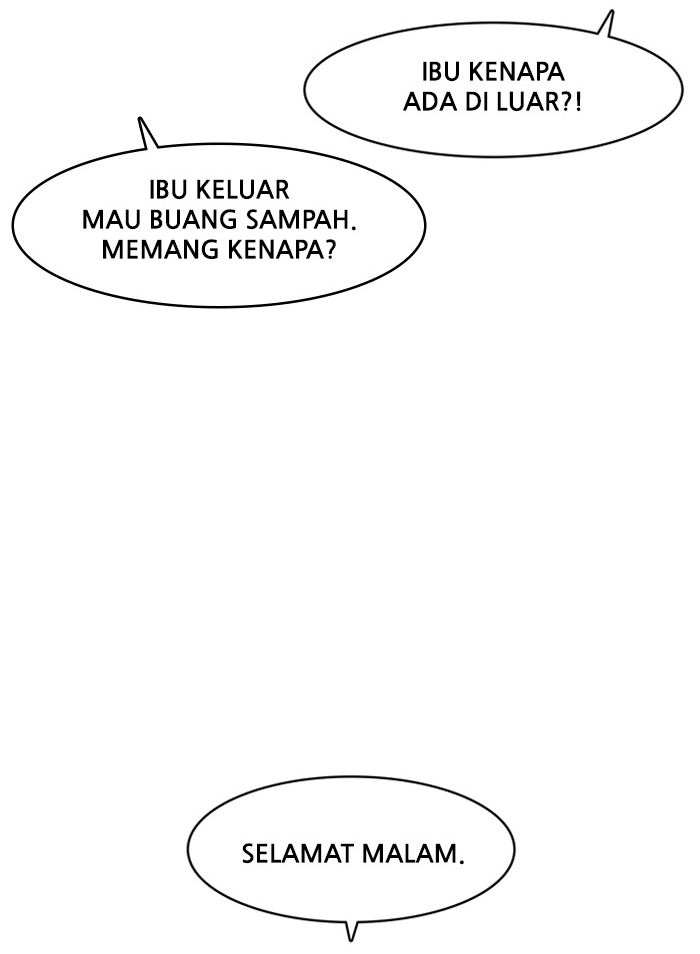 IBU KENAPA
ADA DI LUAR?!
IBU KELUAR
MAU BUANG SAMPAH.
MEMANG KENAPA?
SELAMAT MALAM.